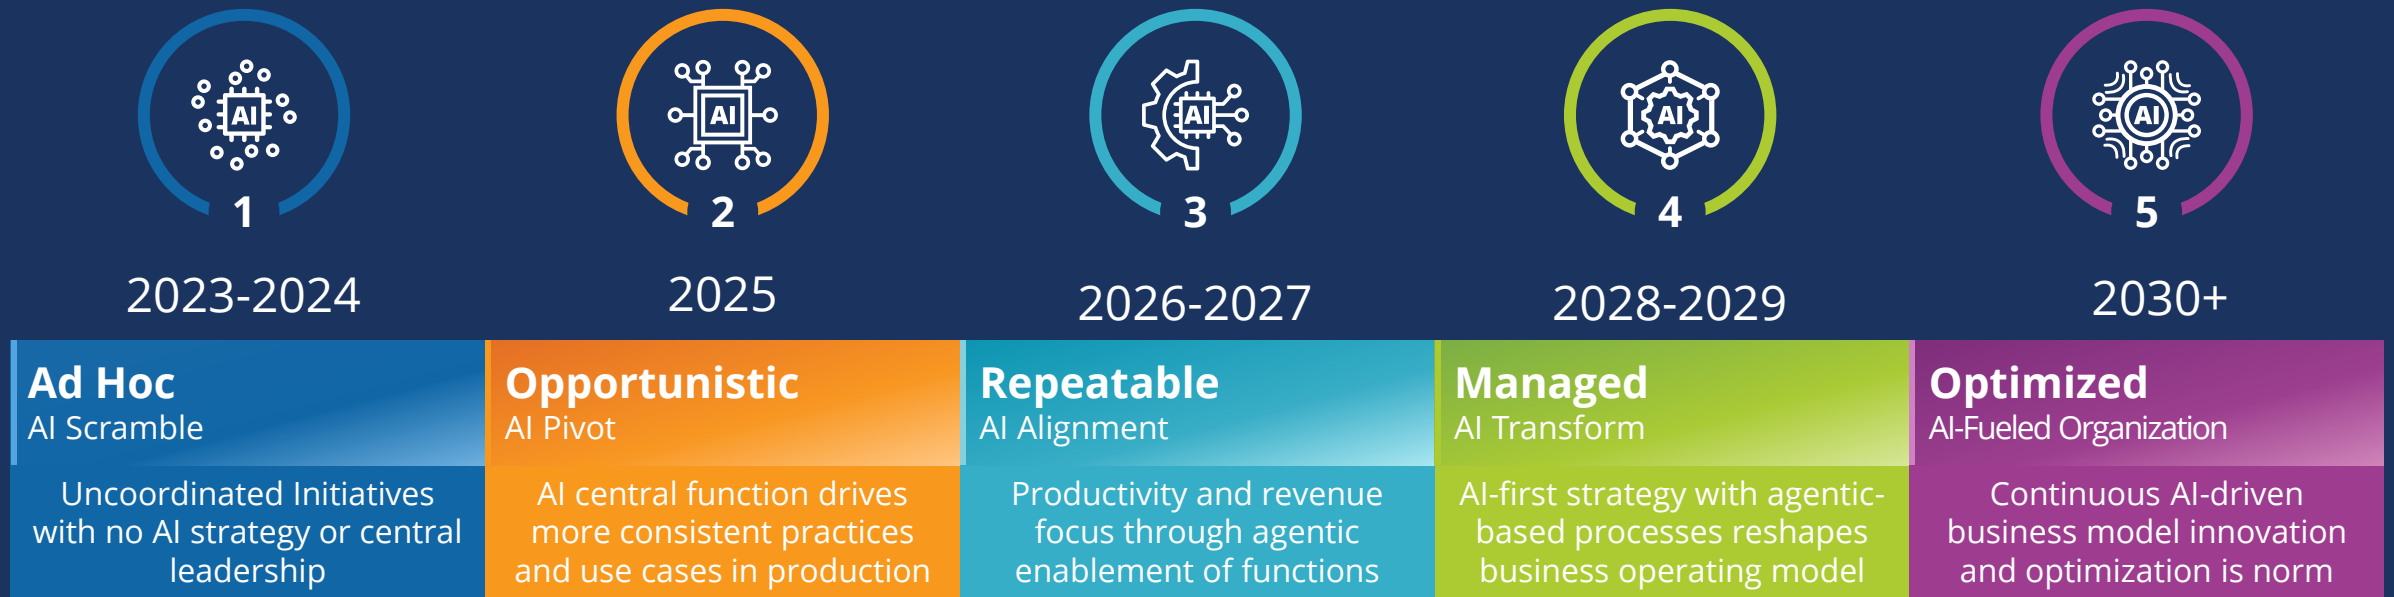 AI
1
2023-2024
Ad Hoc
AI Scramble
Uncoordinated Initiatives
with no AI strategy or central
leadership
AI
2
2025
Opportunistic
AI Pivot
AI central function drives
more consistent practices
and use cases in production
AI
3
2026-2027
Repeatable
AI Alignment
Productivity and revenue
focus through agentic
enablement of functions
AI
4
2028-2029
Managed
AI Transform
AI-first strategy with agentic-
based processes reshapes
business operating model
AI
5
2030+
Optimized
AI-Fueled Organization
Continuous AI-driven
business model innovation
and optimization is norm